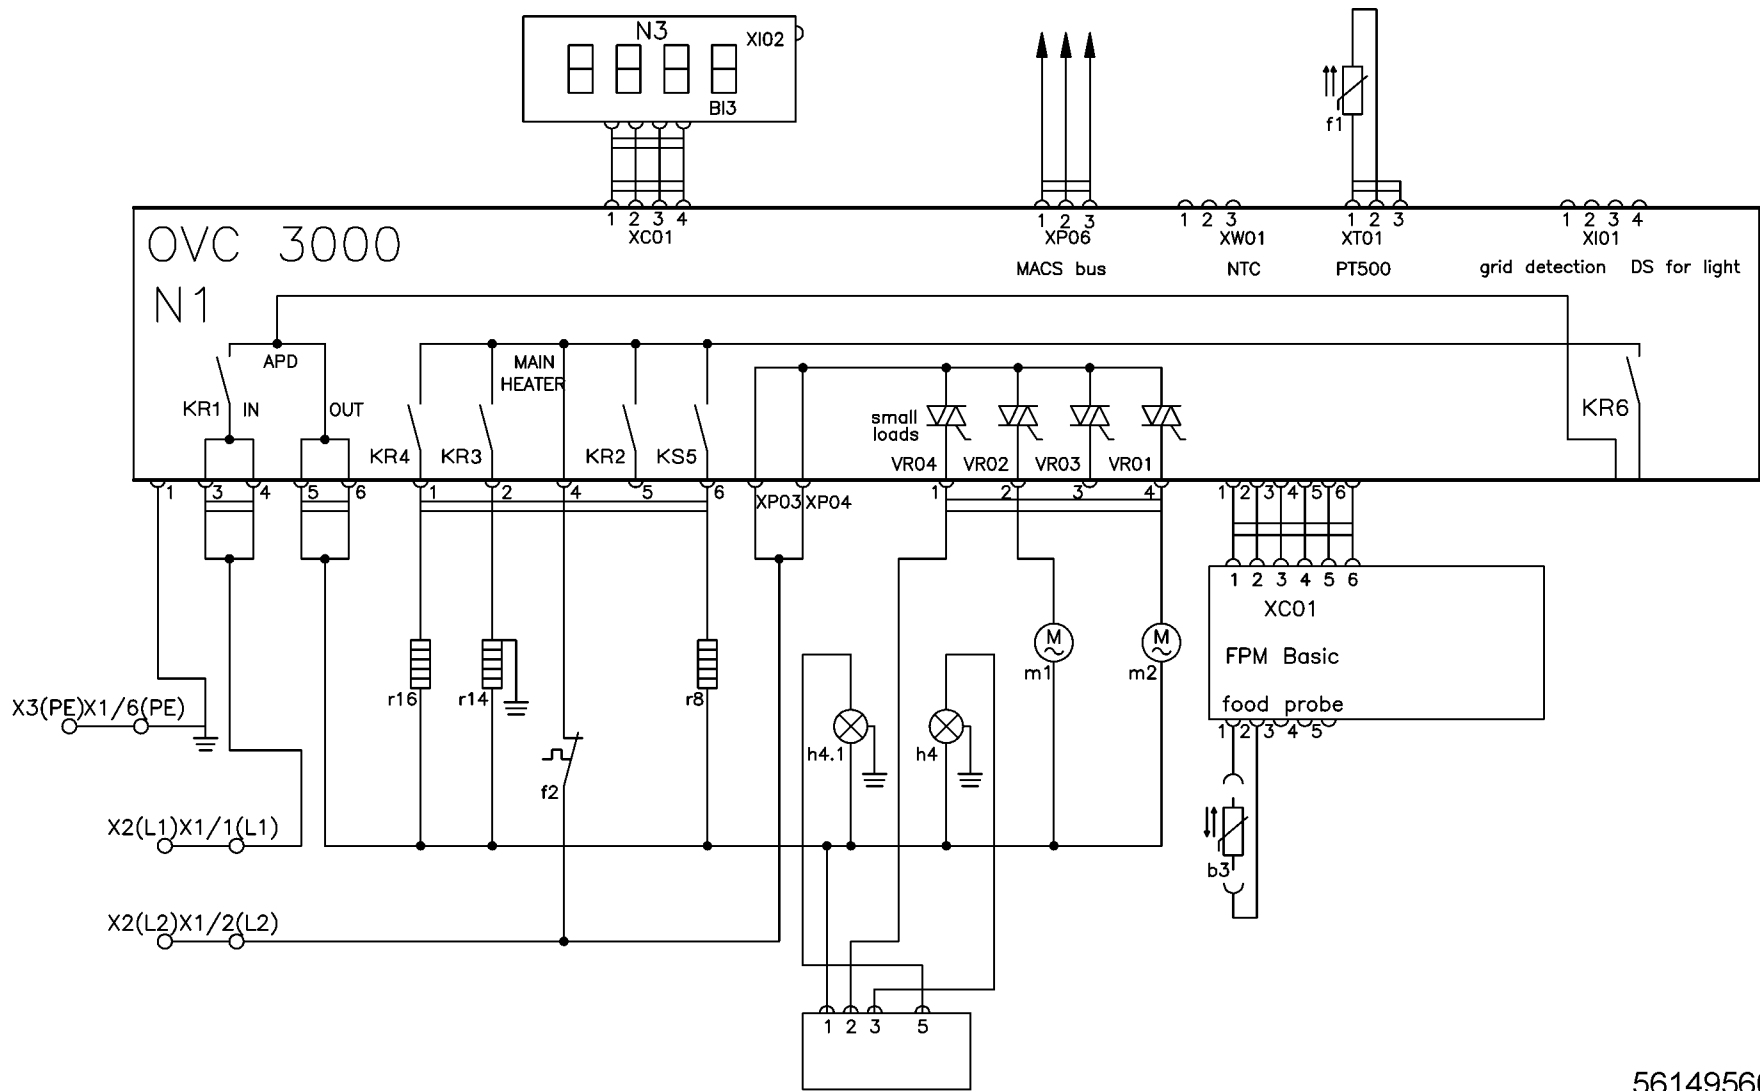 N3
XI02
BI3
f1
1 2 3 4
XC01
1 2 3
XP06
MACS bus
1 2 3
XW01
NTC
1 2 3
XT01
PT500
1 2 3 4
XI01
grid detection DS for light
OVC 3000
N1
APD
MAIN
HEATER
KR1 IN
OUT
KR4
KR3
KR2
KS5
small
loads
VR04
VR02
VR03
VR01
KR6
1 3 4 5 6
1 2 4 5 6
XP03 XP04
1 2 3 4
1 2 3 4 5 6
1 2 3 4 5 6
XC01
FPM Basic
food probe
1 2 3 4 5
r16
r14
r8
M
m1
M
m2
X3(PE)X1/6(PE)
h4.1
h4
f2
X2(L1)X1/1(L1)
b3
X2(L2)X1/2(L2)
1 2 3 5